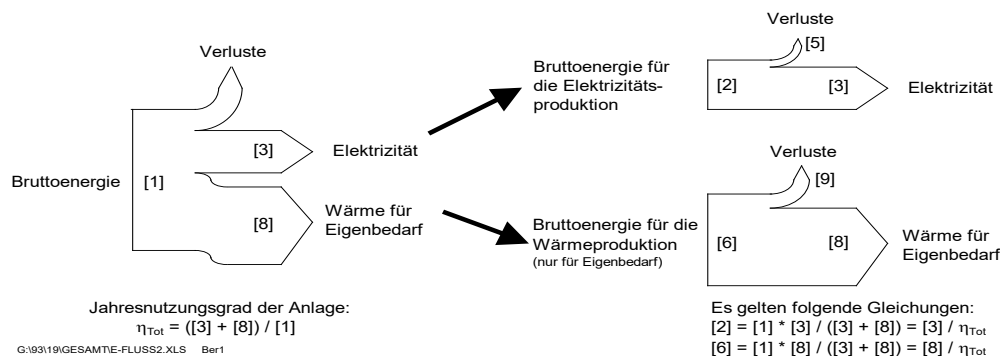 Verluste
Bruttoenergie [1]
[3] Elektrizität
[8] Wärme für
Eigenbedarf
Jahresnutzungsgrad der Anlage:
ηTot = ([3] + [8]) / [1]
G:\93\19\GESAMT\E-FLUSS2.XLS Ber1
Bruttoenergie für
die Elektrizitäts-
produktion
Verluste
[5]
[2] [3] Elektrizität
Bruttoenergie für die
Wärmeproduktion
(nur für Eigenbedarf)
Verluste
[9]
[6] [8] Wärme für
Eigenbedarf
Es gelten folgende Gleichungen:
[2] = [1] * [3] / ([3] + [8]) = [3] / ηTot
[6] = [1] * [8] / ([3] + [8]) = [8] / ηTot